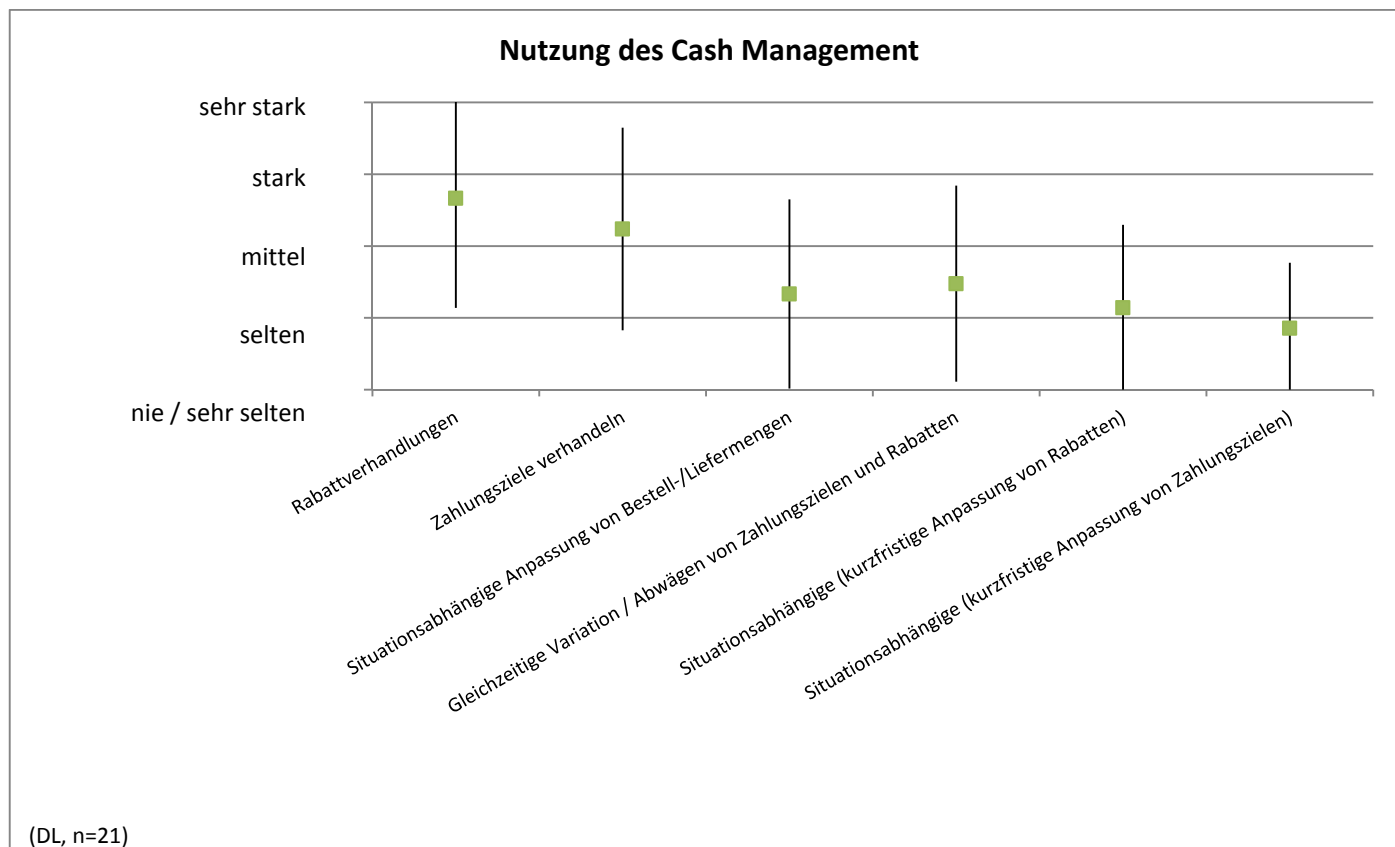 Nutzung des Cash Management
sehr stark
stark
mittel
selten
nie / sehr selten
Rabattverhandlungen
Zahlungsziele verhandeln
Situationsabhängige Anpassung von Bestell-/Liefermengen
Gleichzeitige Variation / Abwägen von Zahlungszielen und Rabatten
Situationsabhängige (kurzfristige Anpassung von Rabatten)
Situationsabhängige (kurzfristige Anpassung von Zahlungszielen)
(DL, n=21)